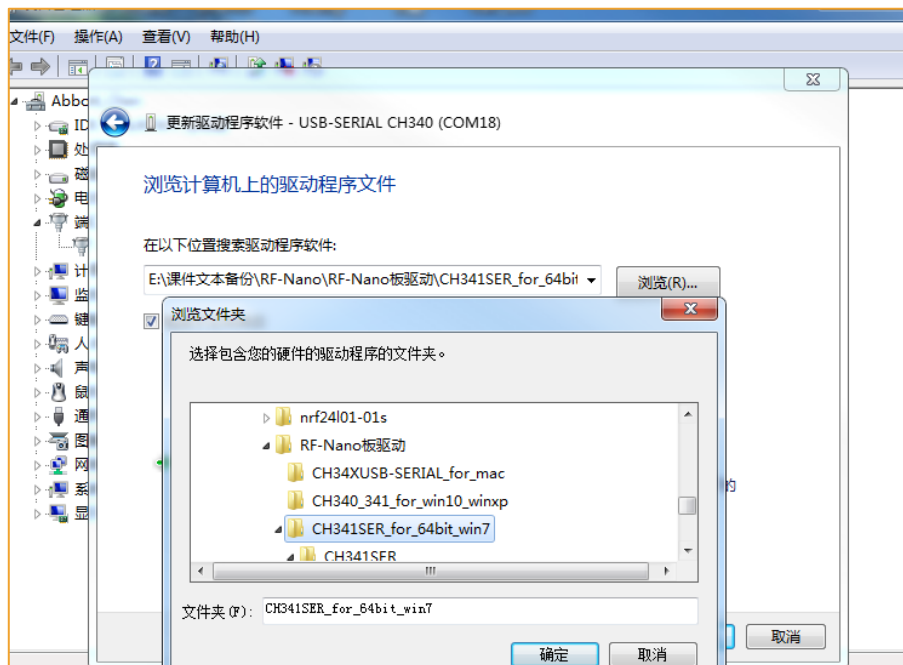 文件(F) 操作(A) 查看(V) 帮助(H)
更新驱动程序软件 - USB-SERIAL CH340 (COM18)
浏览计算机上的驱动程序文件
在以下位置搜索驱动程序软件:
E:\课件文本备份\RF-Nano\RF-Nano板驱动\CH341SER_for_64bit
浏览(R)...
浏览文件夹
选择包含您的硬件的驱动程序的文件夹。
nrf24l01-01s
RF-Nano板驱动
CH34XUSB-SERIAL_for_mac
CH340_341_for_win10_winxp
CH341SER_for_64bit_win7
CH341SER
文件夹(F): CH341SER_for_64bit_win7
确定 取消
取消
Abbo
ID
处
磁
电
端
计
监
键
人
声
鼠
通
图
网
系
显
的